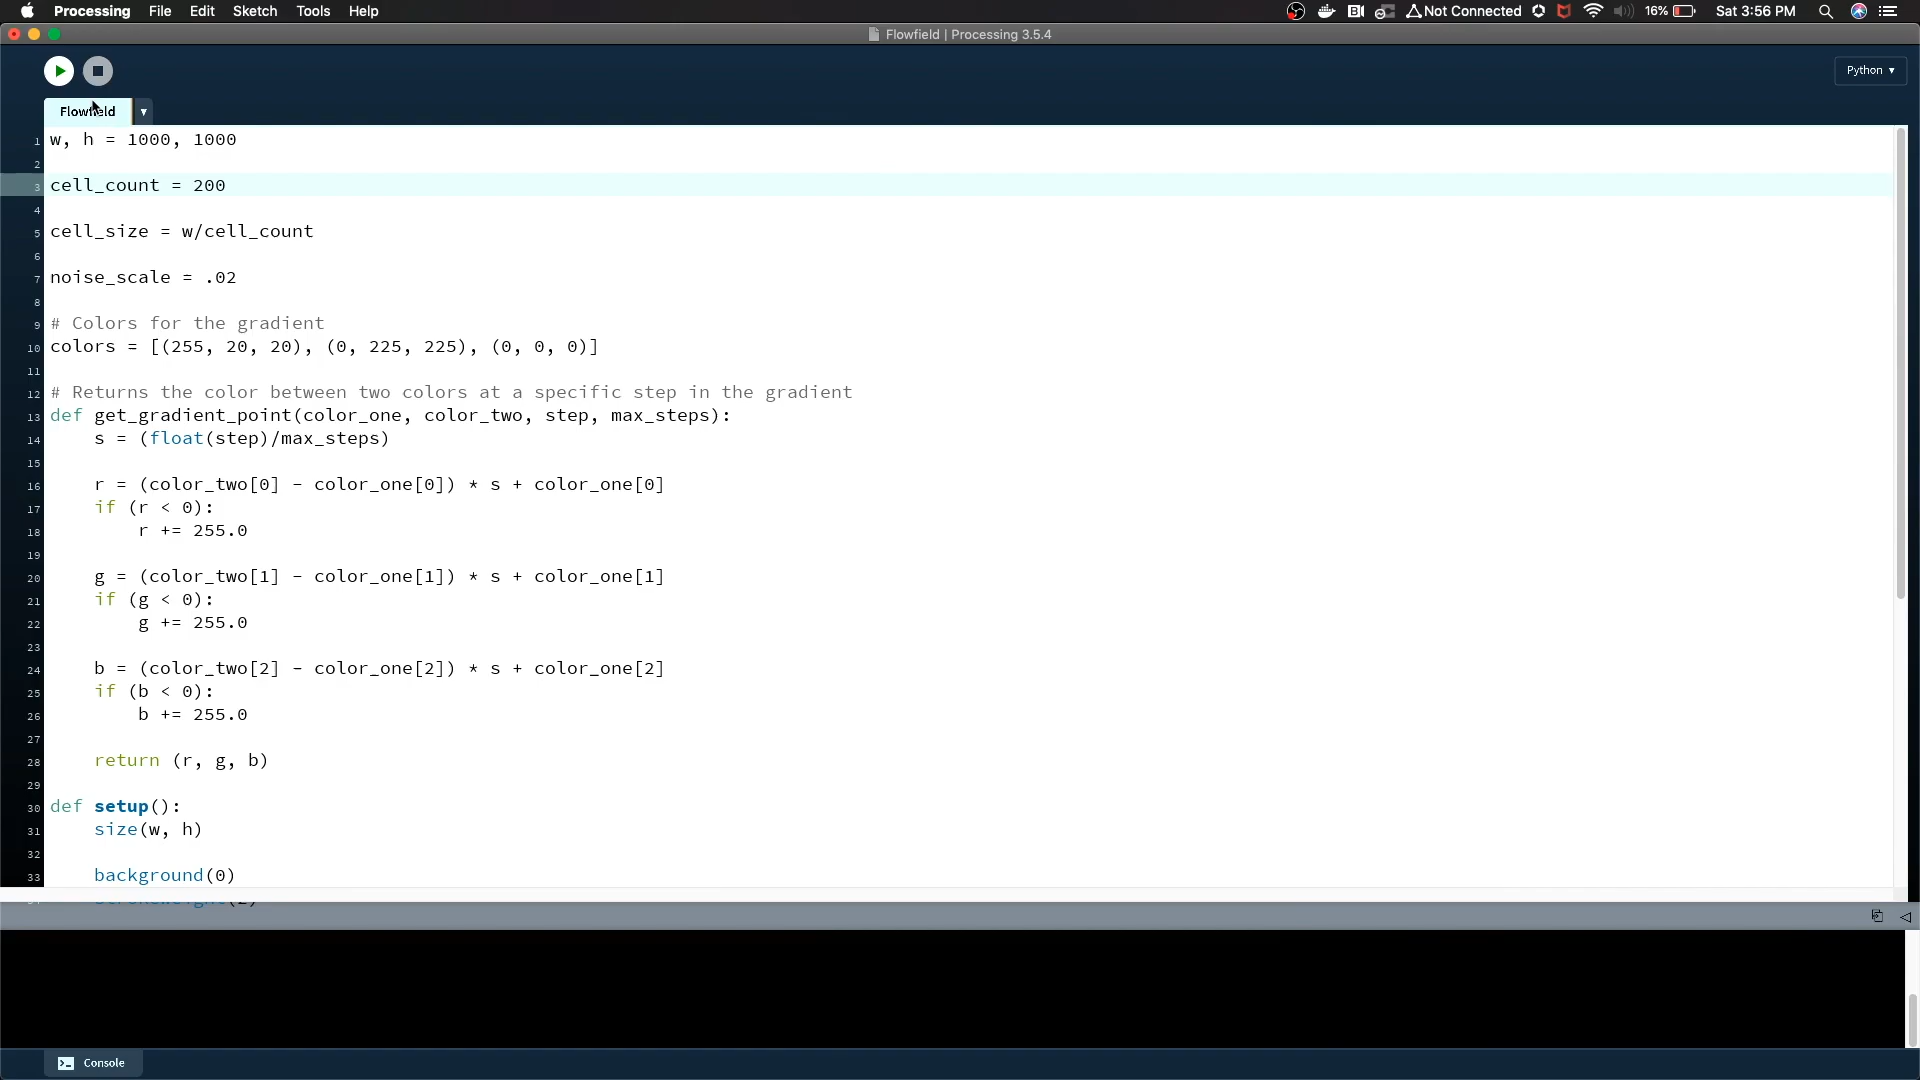 Processing File Edit Sketch Tools Help Not Connected 16% Sat 3:56 PM
Flowfield | Processing 3.5.4
Python ▾
Flowfield ▾
1 w, h = 1000, 1000
2
3 cell_count = 200
4
5 cell_size = w/cell_count
6
7 noise_scale = .02
8
9 # Colors for the gradient
10 colors = [(255, 20, 20), (0, 225, 225), (0, 0, 0)]
11
12 # Returns the color between two colors at a specific step in the gradient
13 def get_gradient_point(color_one, color_two, step, max_steps):
14 s = (float(step)/max_steps)
15
16 r = (color_two[0] - color_one[0]) * s + color_one[0]
17 if (r < 0):
18 r += 255.0
19
20 g = (color_two[1] - color_one[1]) * s + color_one[1]
21 if (g < 0):
22 g += 255.0
23
24 b = (color_two[2] - color_one[2]) * s + color_one[2]
25 if (b < 0):
26 b += 255.0
27
28 return (r, g, b)
29
30 def setup():
31 size(w, h)
32
33 background(0)
Console